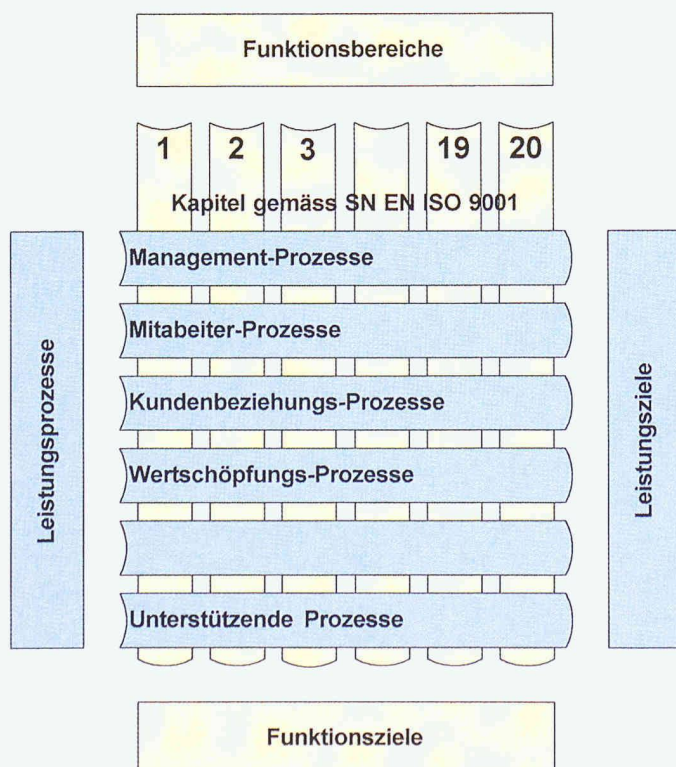 Funktionsbereiche
1 2 3 19 20
Kapitel gemäss SN EN ISO 9001
Leistungsprozesse
Management-Prozesse
Mitabeiter-Prozesse
Kundenbeziehungs-Prozesse
Wertschöpfungs-Prozesse
Unterstützende Prozesse
Leistungsziele
Funktionsziele